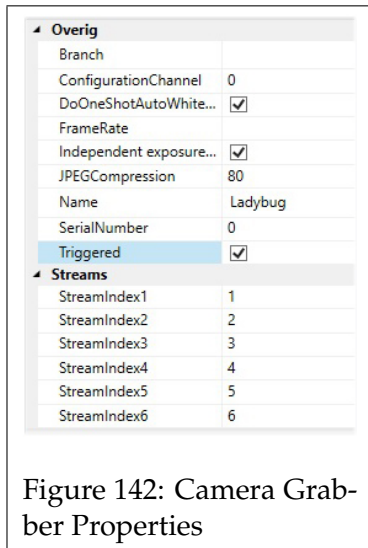 Overig
Branch
ConfigurationChannel 0
DoOneShotAutoWhite...
FrameRate
Independent exposure...
JPEGCompression 80
Name Ladybug
SerialNumber 0
Triggered
Streams
StreamIndex1 1
StreamIndex2 2
StreamIndex3 3
StreamIndex4 4
StreamIndex5 5
StreamIndex6 6
Figure 142: Camera Grab-
ber Properties